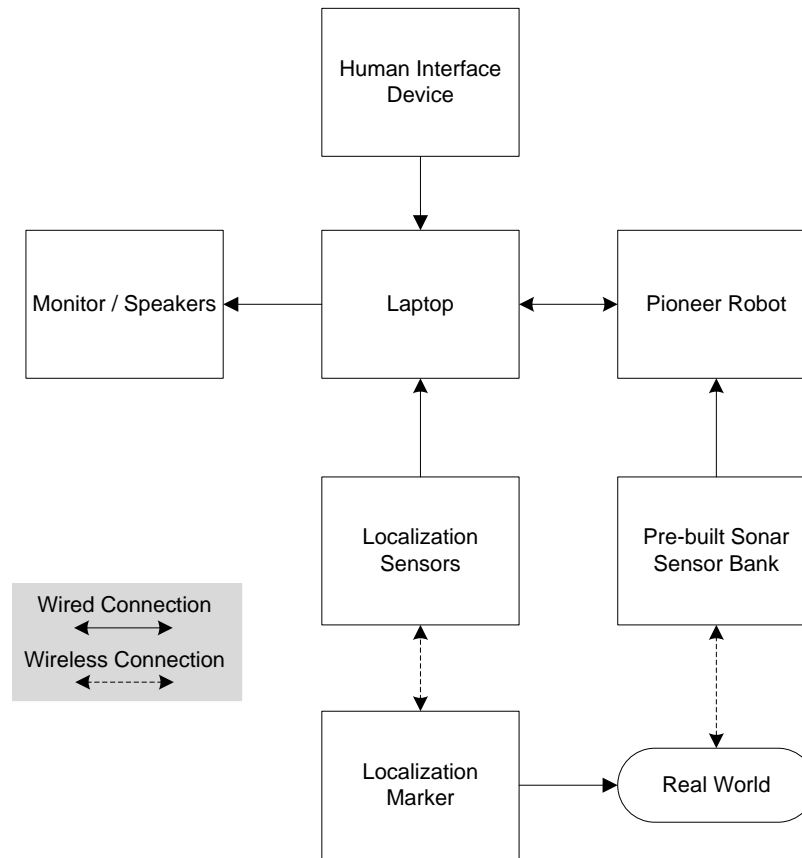 Human Interface
Device
Monitor / Speakers
Laptop
Pioneer Robot
Localization
Sensors
Pre-built Sonar
Sensor Bank
Wired Connection
Wireless Connection
Localization
Marker
Real World